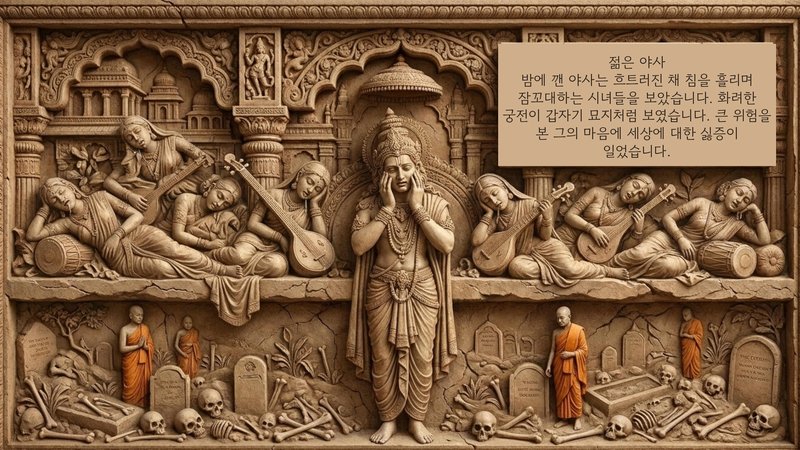 젊은 야사
밤에 깬 야사는 흐트러진 채 침을 흘리며
잠꼬대하는 시녀들을 보았습니다. 화려한
궁전이 갑자기 묘지처럼 보였습니다. 큰 위험을
본 그의 마음에 세상에 대한 싫증이
일었습니다.